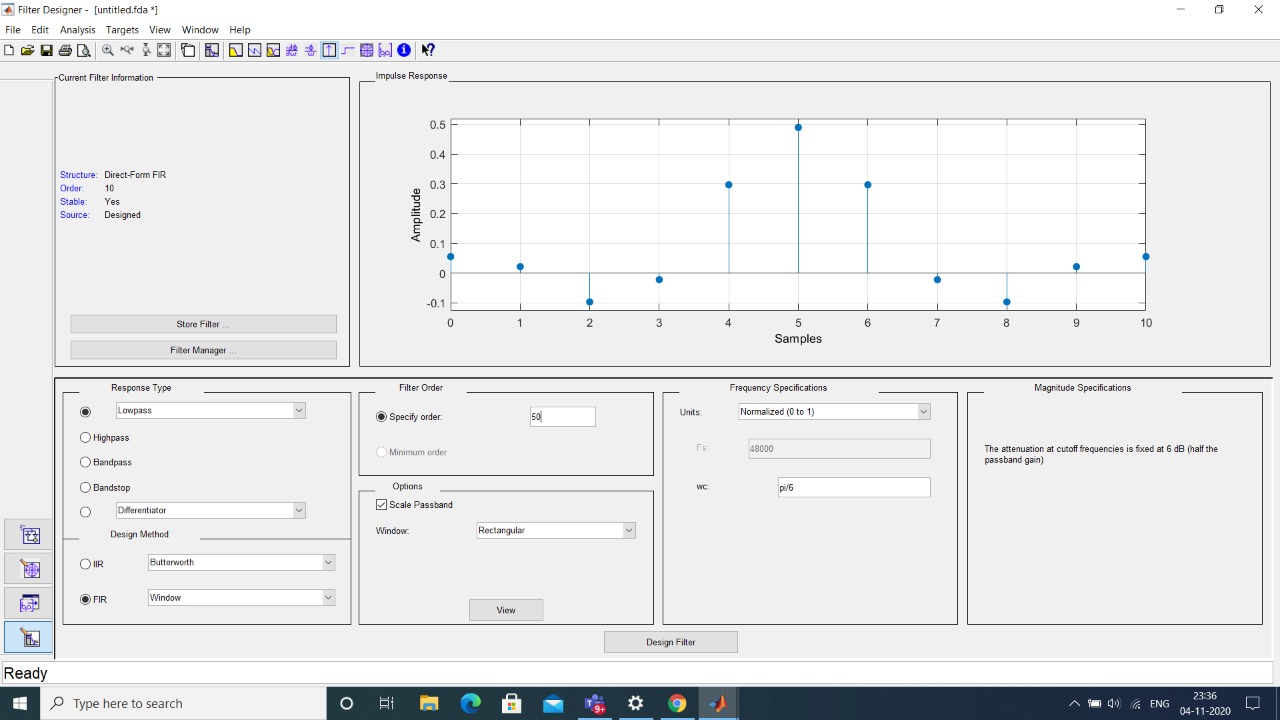 Filter Designer - [untitled.fda *]
File Edit Analysis Targets View Window Help
Current Filter Information
Structure: Direct-Form FIR
Order: 10
Stable: Yes
Source: Designed
Store Filter ...
Filter Manager ...
Impulse Response
Amplitude
0.5
0.4
0.3
0.2
0.1
0
-0.1
0 1 2 3 4 5 6 7 8 9 10
Samples
Response Type
Lowpass
Highpass
Bandpass
Bandstop
Differentiator
Design Method
IIR Butterworth
FIR Window
Filter Order
Specify order: 50
Minimum order
Options
Scale Passband
Window: Rectangular
View
Frequency Specifications
Units: Normalized (0 to 1)
Fs: 48000
wc: pi/6
Magnitude Specifications
The attenuation at cutoff frequencies is fixed at 6 dB (half the
passband gain)
Design Filter
Ready
Type here to search
9+
ENG
23:36
04-11-2020